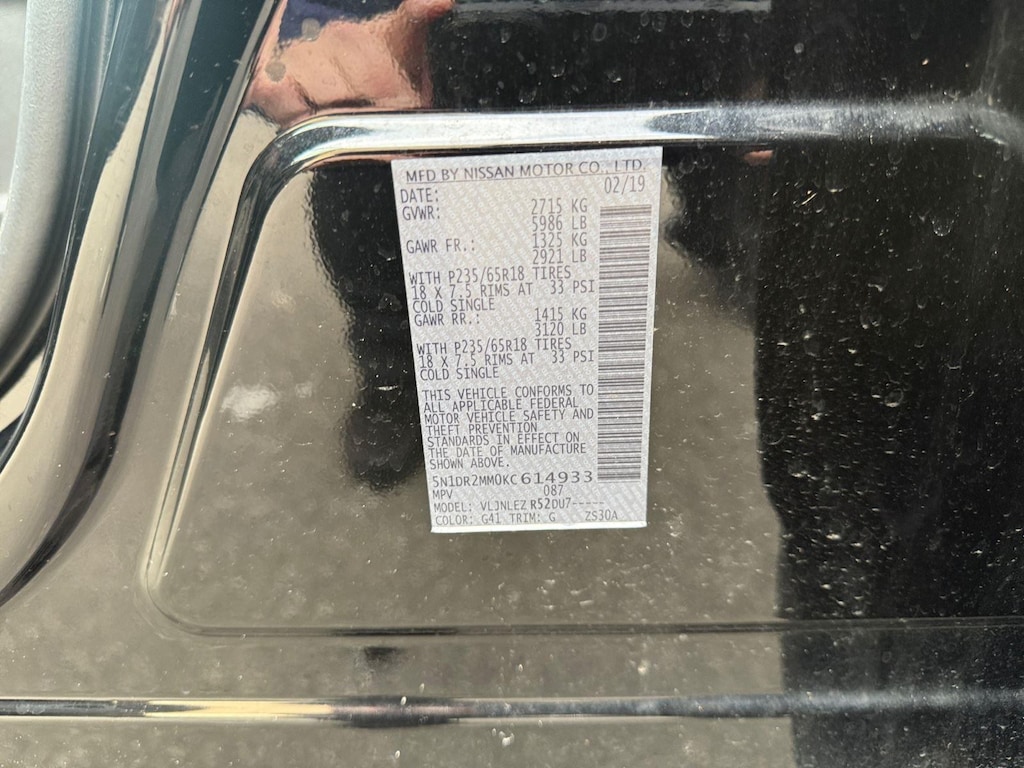 MFD BY NISSAN MOTOR CO., LTD.
DATE: 02/19
GVWR: 2715 KG
5986 LB
GAWR FR.: 1325 KG
2921 LB
WITH P235/65R18 TIRES
18 X 7.5 RIMS AT 33 PSI
COLD SINGLE
GAWR RR.: 1415 KG
3120 LB
WITH P235/65R18 TIRES
18 X 7.5 RIMS AT 33 PSI
COLD SINGLE
THIS VEHICLE CONFORMS TO
ALL APPLICABLE FEDERAL
MOTOR VEHICLE SAFETY AND
THEFT PREVENTION
STANDARDS IN EFFECT ON
THE DATE OF MANUFACTURE
SHOWN ABOVE.
5N1DR2MM0KC614933
MPV 087
MODEL: VLJNLEZ R52DU7-----
COLOR: G41 TRIM: G ZS30A